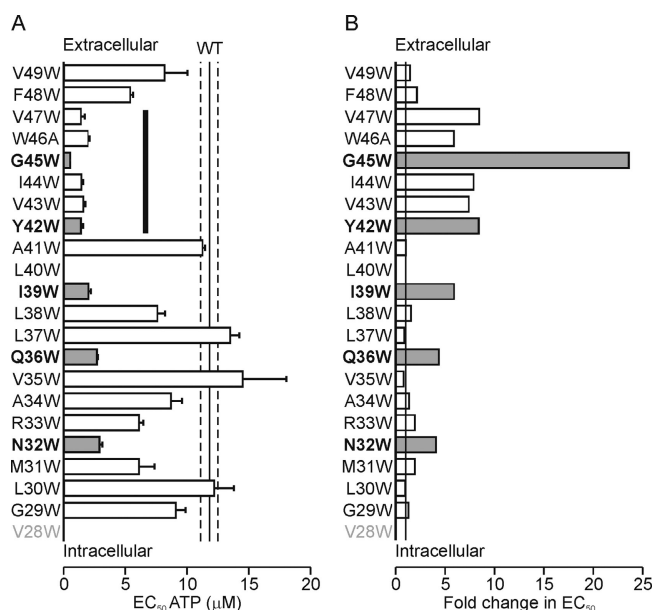 A
Extracellular
WT
V49W
F48W
V47W
W46A
G45W
I44W
V43W
Y42W
A41W
L40W
I39W
L38W
L37W
Q36W
V35W
A34W
R33W
N32W
M31W
L30W
G29W
V28W
Intracellular
0 5 10 15 20
EC50 ATP (μM)
B
Extracellular
V49W
F48W
V47W
W46A
G45W
I44W
V43W
Y42W
A41W
L40W
I39W
L38W
L37W
Q36W
V35W
A34W
R33W
N32W
M31W
L30W
G29W
V28W
Intracellular
0 5 10 15 20 25
Fold change in EC50